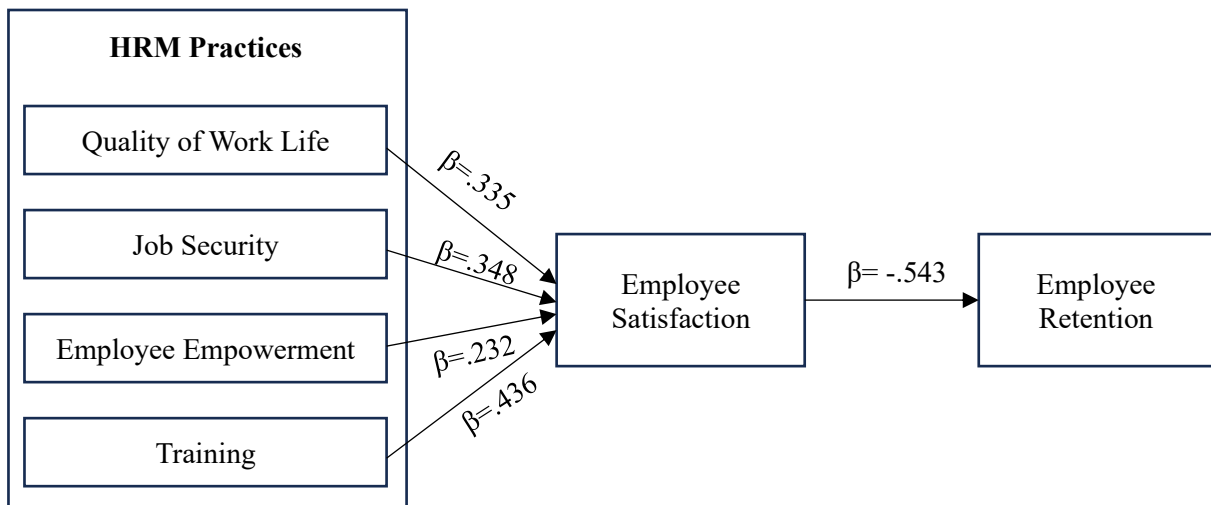 HRM Practices
Quality of Work Life
Job Security
Employee Empowerment
Training
β=.335
β=.348
β=.232
β=.436
Employee
Satisfaction
β= -.543
Employee
Retention